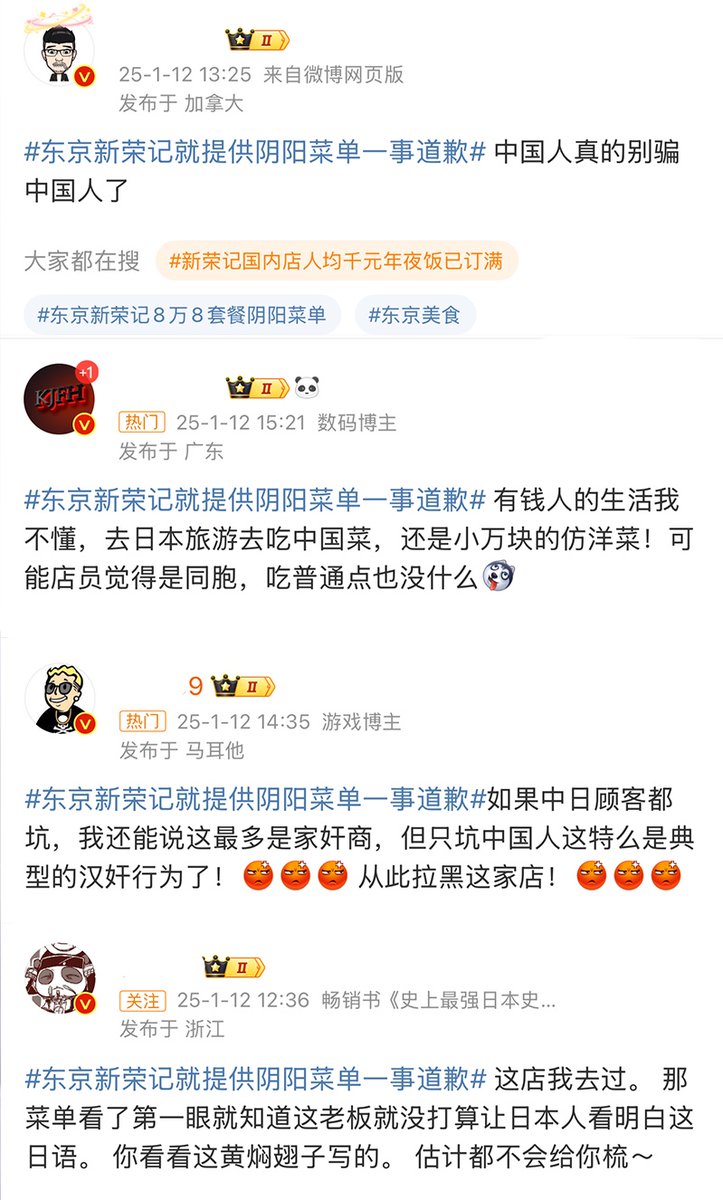 II
25-1-12 13:25 来自微博网页版
发布于 加拿大
#东京新荣记就提供阴阳菜单一事道歉# 中国人真的别骗
中国人了
大家都在搜 #新荣记国内店人均千元年夜饭已订满
#东京新荣记8万8套餐阴阳菜单 #东京美食
KJFH +1 II
热门 25-1-12 15:21 数码博主
发布于 广东
#东京新荣记就提供阴阳菜单一事道歉# 有钱人的生活我
不懂，去日本旅游去吃中国菜，还是小万块的仿洋菜！可
能店员觉得是同胞，吃普通点也没什么
9 II
热门 25-1-12 14:35 游戏博主
发布于 马耳他
#东京新荣记就提供阴阳菜单一事道歉#如果中日顾客都
坑，我还能说这最多是家奸商，但只坑中国人这特么是典
型的汉奸行为了！ 从此拉黑这家店！
II
关注 25-1-12 12:36 畅销书《史上最强日本史...
发布于 浙江
#东京新荣记就提供阴阳菜单一事道歉# 这店我去过。 那
菜单看了第一眼就知道这老板就没打算让日本人看明白这
日语。 你看看这黄焖翅子写的。 估计都不会给你梳～